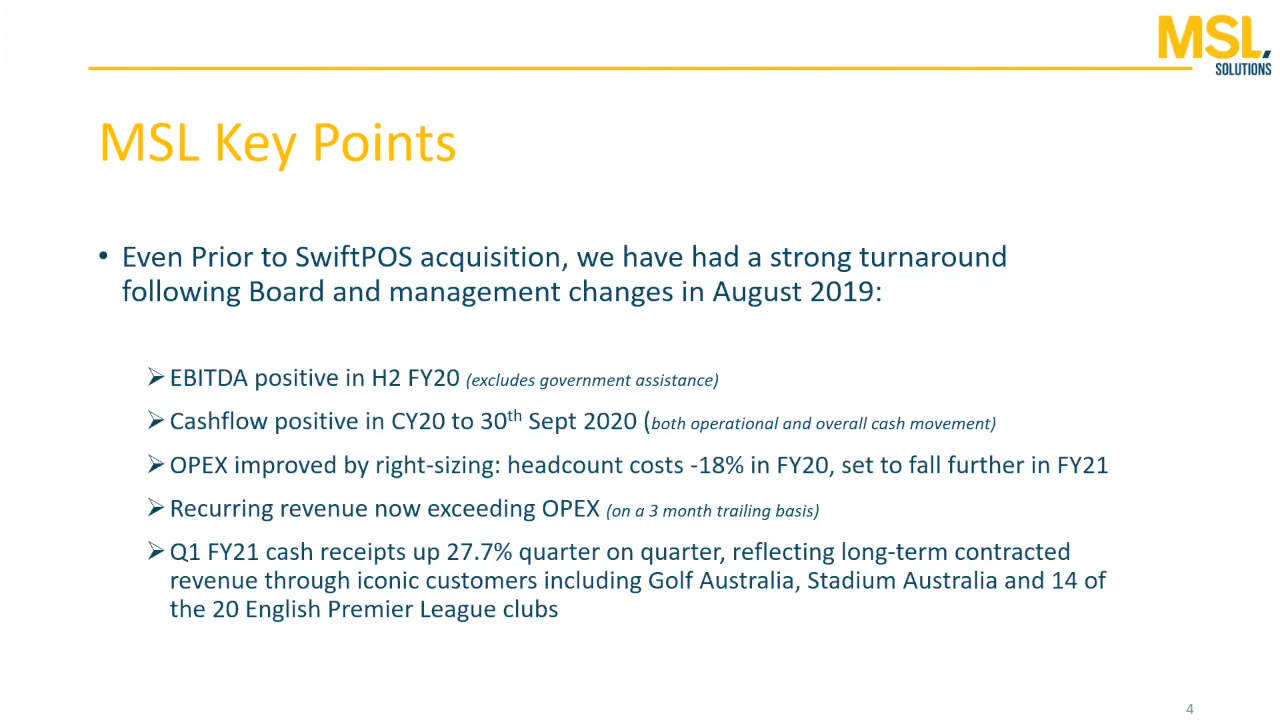 MSL
SOLUTIONS
MSL Key Points
• Even Prior to SwiftPOS acquisition, we have had a strong turnaround
following Board and management changes in August 2019:
➢ EBITDA positive in H2 FY20 (excludes government assistance)
➢ Cashflow positive in CY20 to 30th Sept 2020 (both operational and overall cash movement)
➢ OPEX improved by right-sizing: headcount costs -18% in FY20, set to fall further in FY21
➢ Recurring revenue now exceeding OPEX (on a 3 month trailing basis)
➢ Q1 FY21 cash receipts up 27.7% quarter on quarter, reflecting long-term contracted
revenue through iconic customers including Golf Australia, Stadium Australia and 14 of
the 20 English Premier League clubs
4